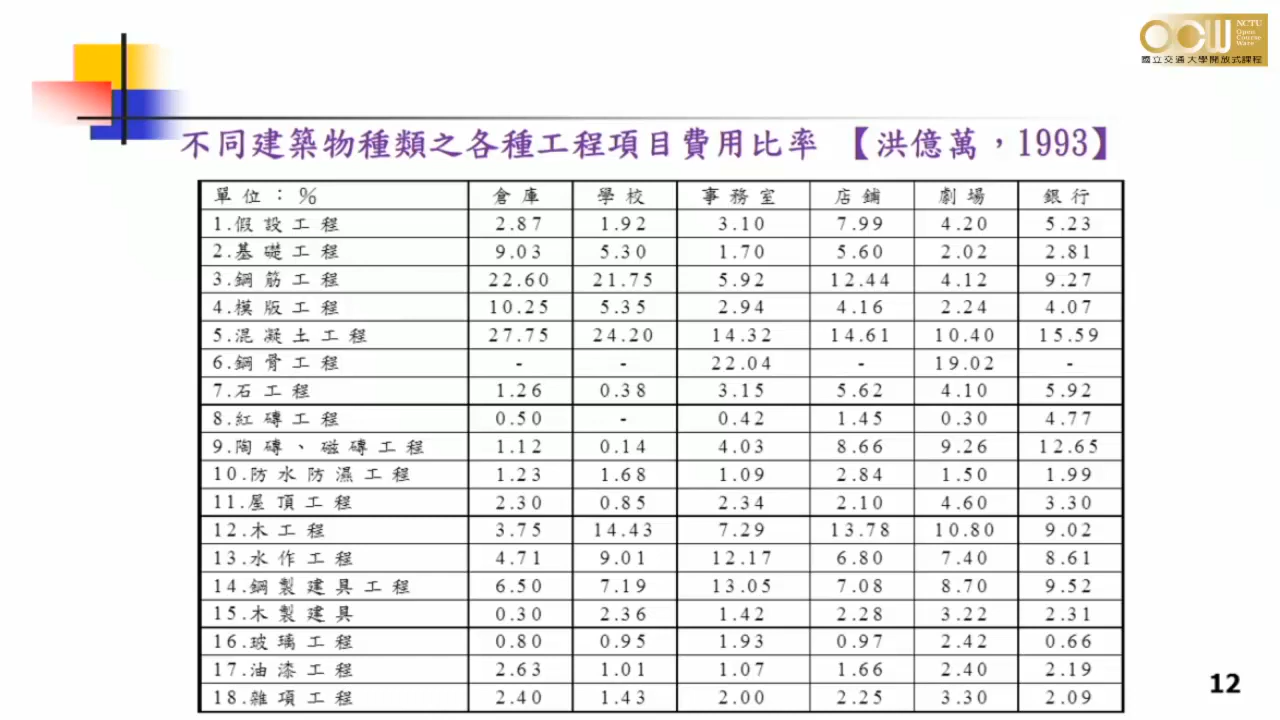 NCTU
Open
Course
Ware
OCW
國立交通大學開放式課程
不同建築物種類之各種工程項目費用比率 【洪億萬，1993】
單位：% 倉庫 學校 事務室 店鋪 劇場 銀行
1.假設工程 2.87 1.92 3.10 7.99 4.20 5.23
2.基礎工程 9.03 5.30 1.70 5.60 2.02 2.81
3.鋼筋工程 22.60 21.75 5.92 12.44 4.12 9.27
4.模版工程 10.25 5.35 2.94 4.16 2.24 4.07
5.混凝土工程 27.75 24.20 14.32 14.61 10.40 15.59
6.鋼骨工程 - - 22.04 - 19.02 -
7.石工程 1.26 0.38 3.15 5.62 4.10 5.92
8.紅磚工程 0.50 - 0.42 1.45 0.30 4.77
9.陶磚、磁磚工程 1.12 0.14 4.03 8.66 9.26 12.65
10.防水防濕工程 1.23 1.68 1.09 2.84 1.50 1.99
11.屋頂工程 2.30 0.85 2.34 2.10 4.60 3.30
12.木工程 3.75 14.43 7.29 13.78 10.80 9.02
13.水作工程 4.71 9.01 12.17 6.80 7.40 8.61
14.鋼製建具工程 6.50 7.19 13.05 7.08 8.70 9.52
15.木製建具 0.30 2.36 1.42 2.28 3.22 2.31
16.玻璃工程 0.80 0.95 1.93 0.97 2.42 0.66
17.油漆工程 2.63 1.01 1.07 1.66 2.40 2.19
18.雜項工程 2.40 1.43 2.00 2.25 3.30 2.09
12